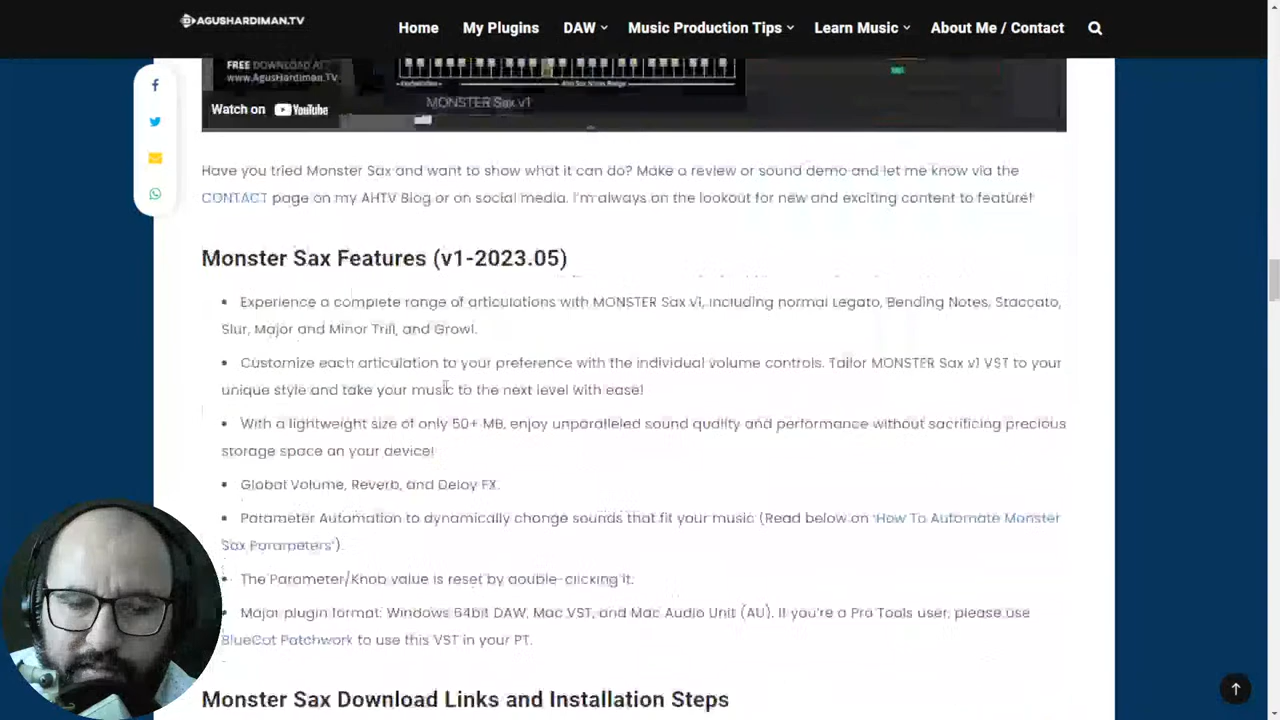 AGUSHARDIMAN.TV
Home My Plugins DAW Music Production Tips Learn Music About Me / Contact
FREE DOWNLOAD AT
www.AgusHardiman.TV
Watch on YouTube
MONSTER Sax v1
Have you tried Monster Sax and want to show what it can do? Make a review or sound demo and let me know via the
CONTACT page on my AHTV Blog or on social media. I'm always on the lookout for new and exciting content to feature!
Monster Sax Features (v1-2023.05)
• Experience a complete range of articulations with MONSTER Sax v1, including normal Legato, Bending Notes, Staccato,
Slur, Major and Minor Trill, and Growl.
• Customize each articulation to your preference with the individual volume controls. Tailor MONSTER Sax v1 VST to your
unique style and take your music to the next level with ease!
• With a lightweight size of only 50+ MB, enjoy unparalleled sound quality and performance without sacrificing precious
storage space on your device!
• Global Volume, Reverb, and Delay FX.
• Parameter Automation to dynamically change sounds that fit your music (Read below on 'How To Automate Monster
Sax Parameters').
• The Parameter/Knob value is reset by double-clicking it.
• Major plugin format: Windows 64bit DAW, Mac VST, and Mac Audio Unit (AU). If you're a Pro Tools user, please use
BlueCat Patchwork to use this VST in your PT.
Monster Sax Download Links and Installation Steps